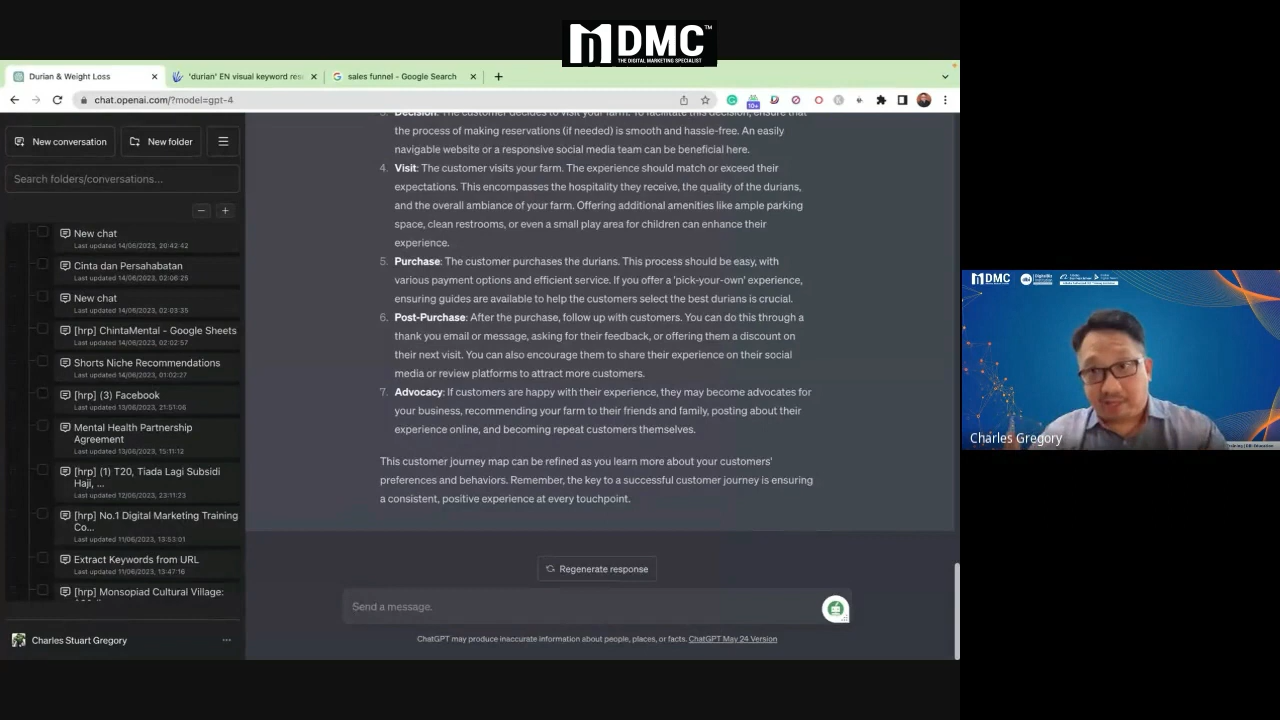 DMC™
THE DIGITAL MARKETING SPECIALIST
Durian & Weight Loss
'durian' EN visual keyword res
sales funnel - Google Search
chat.openai.com/?model=gpt-4
10+
New conversation
New folder
Search folders/conversations...
New chat
Last updated 14/06/2023, 20:42:42
Cinta dan Persahabatan
Last updated 14/06/2023, 02:06:25
New chat
Last updated 14/06/2023, 02:03:35
[hrp] ChintaMental - Google Sheets
Last updated 14/06/2023, 02:02:57
Shorts Niche Recommendations
Last updated 14/06/2023, 01:02:27
[hrp] (3) Facebook
Last updated 13/06/2023, 21:51:06
Mental Health Partnership
Agreement
Last updated 13/06/2023, 15:11:12
[hrp] (1) T20, Tiada Lagi Subsidi
Haji, ...
Last updated 12/06/2023, 23:11:23
[hrp] No.1 Digital Marketing Training
Co...
Last updated 11/06/2023, 13:53:01
Extract Keywords from URL
Last updated 11/06/2023, 13:47:16
[hrp] Monsopiad Cultural Village:
Charles Stuart Gregory
3. Decision: The customer decides to visit your farm. To facilitate this decision, ensure that
the process of making reservations (if needed) is smooth and hassle-free. An easily
navigable website or a responsive social media team can be beneficial here.
4. Visit: The customer visits your farm. The experience should match or exceed their
expectations. This encompasses the hospitality they receive, the quality of the durians,
and the overall ambiance of your farm. Offering additional amenities like ample parking
space, clean restrooms, or even a small play area for children can enhance their
experience.
5. Purchase: The customer purchases the durians. This process should be easy, with
various payment options and efficient service. If you offer a 'pick-your-own' experience,
ensuring guides are available to help the customers select the best durians is crucial.
6. Post-Purchase: After the purchase, follow up with customers. You can do this through a
thank you email or message, asking for their feedback, or offering them a discount on
their next visit. You can also encourage them to share their experience on their social
media or review platforms to attract more customers.
7. Advocacy: If customers are happy with their experience, they may become advocates for
your business, recommending your farm to their friends and family, posting about their
experience online, and becoming repeat customers themselves.
This customer journey map can be refined as you learn more about your customers'
preferences and behaviors. Remember, the key to a successful customer journey is ensuring
a consistent, positive experience at every touchpoint.
Regenerate response
Send a message.
ChatGPT may produce inaccurate information about people, places, or facts. ChatGPT May 24 Version
DMC
Charles Gregory